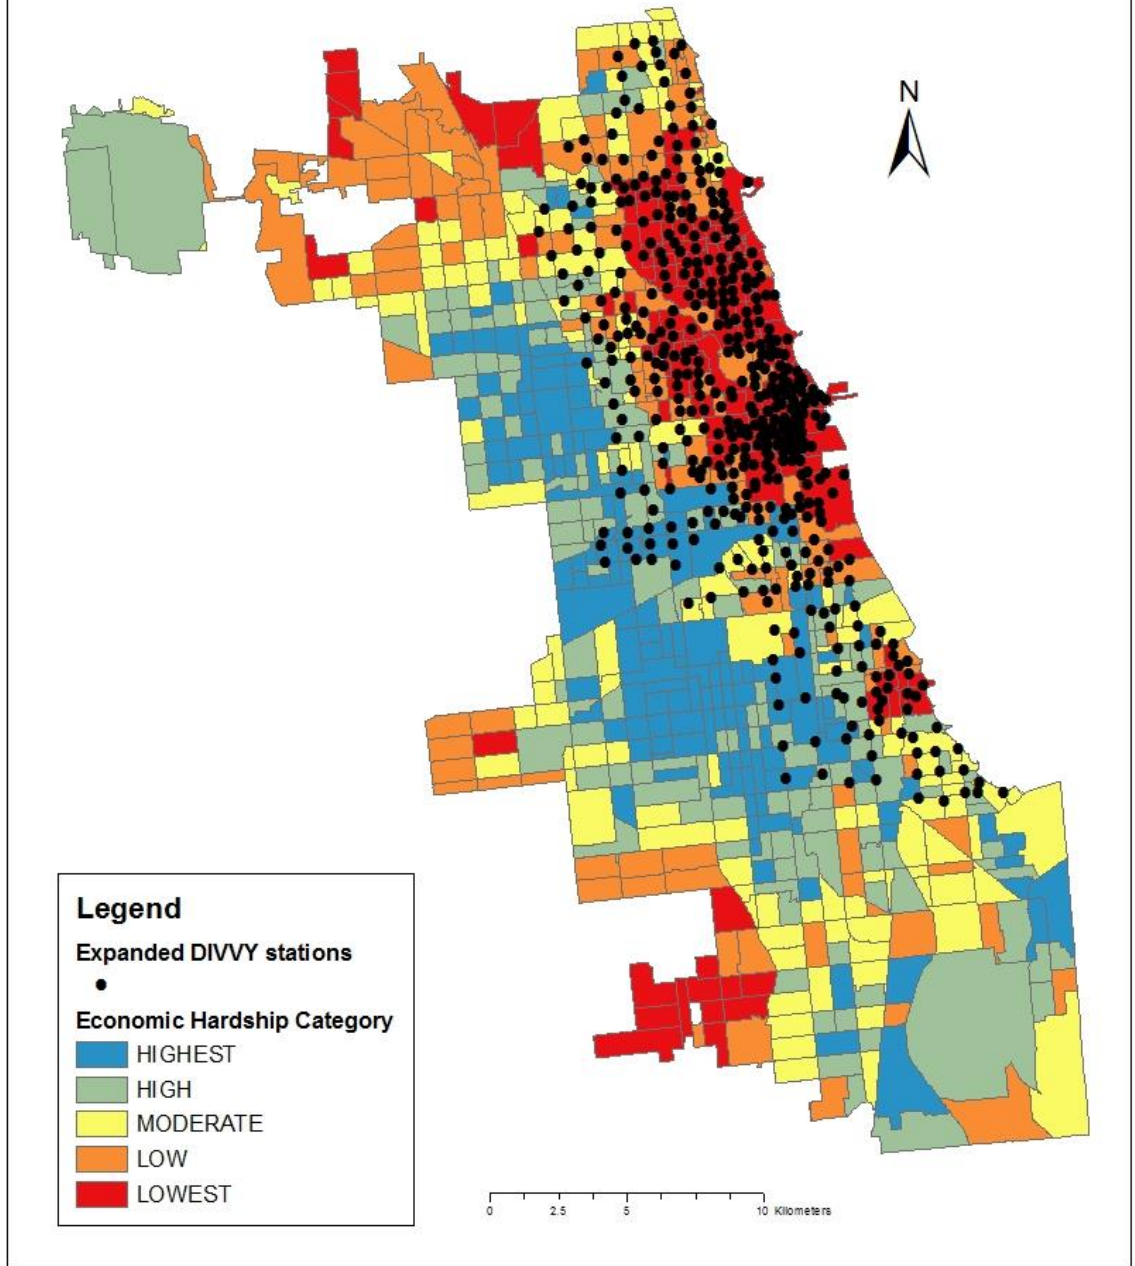 N
Legend
Expanded DIVVY stations
Economic Hardship Category
HIGHEST
HIGH
MODERATE
LOW
LOWEST
0 2.5 5 10 Kilometers